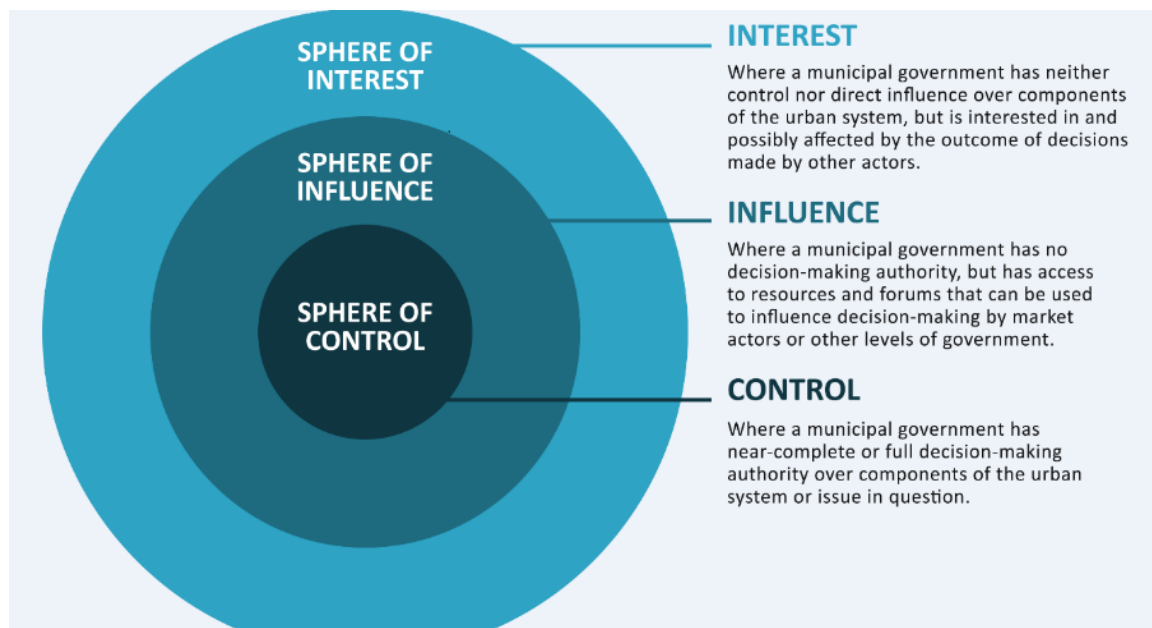 SPHERE OF
INTEREST
SPHERE OF
INFLUENCE
SPHERE OF
CONTROL
INTEREST
Where a municipal government has neither
control nor direct influence over components
of the urban system, but is interested in and
possibly affected by the outcome of decisions
made by other actors.
INFLUENCE
Where a municipal government has no
decision-making authority, but has access
to resources and forums that can be used
to influence decision-making by market
actors or other levels of government.
CONTROL
Where a municipal government has
near-complete or full decision-making
authority over components of the urban
system or issue in question.